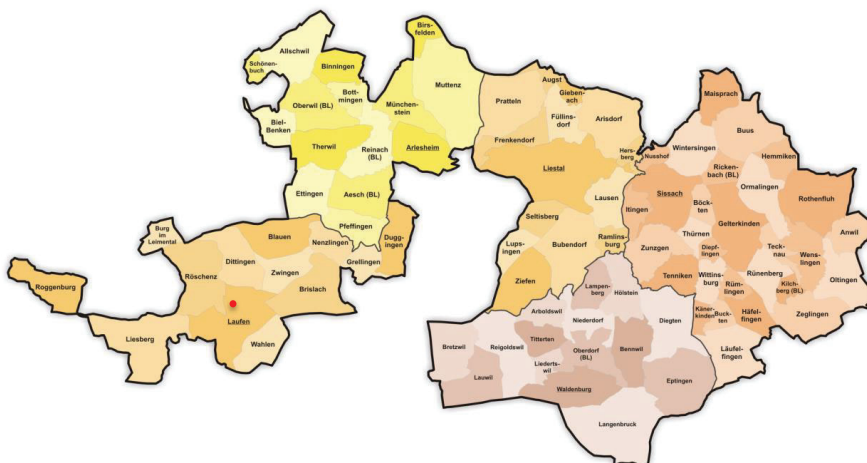 Birs-
felden
Allschwil
Schönen-
buch
Binningen
Bott-
mingen
Oberwil (BL)
München-
stein
Muttenz
Biel-
Benken
Therwil
Reinach
(BL)
Arlesheim
Ettingen
Aesch (BL)
Pfeffingen
Augst
Gieben-
ach
Pratteln
Füllins-
dorf
Arisdorf
Frenkendorf
Hers-
berg
Liestal
Lausen
Seltisberg
Lups-
ingen
Bubendorf
Ramlins-
burg
Ziefen
Maisprach
Buus
Wintersingen
Nusshof
Ricken-
bach (BL)
Hemmiken
Sissach
Ormalingen
Rothenfluh
Itingen
Böck-
ten
Gelterkinden
Thürnen
Zunzgen
Diepf-
lingen
Teck-
nau
Wens-
lingen
Anwil
Tenniken
Wittins-
burg
Rünenberg
Rüm-
lingen
Kilch-
berg (BL)
Oltingen
Käner-
kinden
Buck-
ten
Häfel-
fingen
Zeglingen
Läufel-
fingen
Burg
im
Leimental
Blauen
Nenzlingen
Dugg-
ingen
Dittingen
Röschenz
Zwingen
Grellingen
Brislach
Roggenburg
Laufen
Liesberg
Wahlen
Lampen-
berg
Hölstein
Arboldswil
Niederdorf
Diegten
Titterten
Bretzwil
Reigoldswil
Oberdorf
(BL)
Bennwil
Lauwil
Liederts-
wil
Waldenburg
Eptingen
Langenbruck